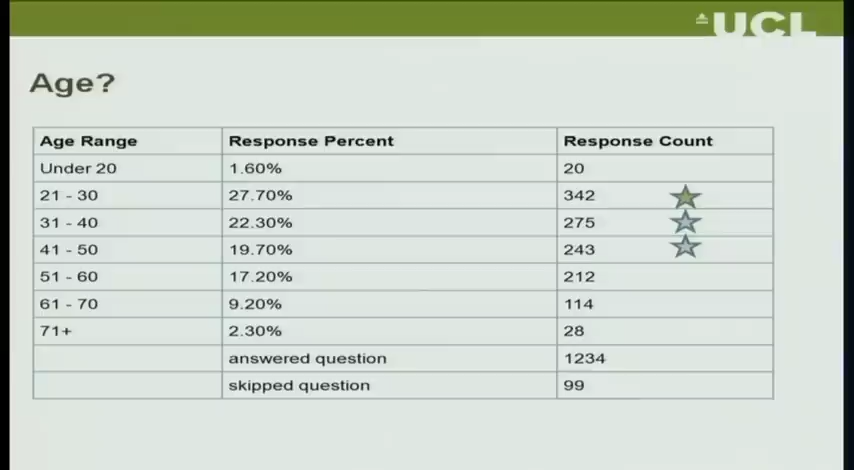 UCL
Age?
Age Range Response Percent Response Count
Under 20 1.60% 20
21 - 30 27.70% 342
31 - 40 22.30% 275
41 - 50 19.70% 243
51 - 60 17.20% 212
61 - 70 9.20% 114
71+ 2.30% 28
answered question 1234
skipped question 99